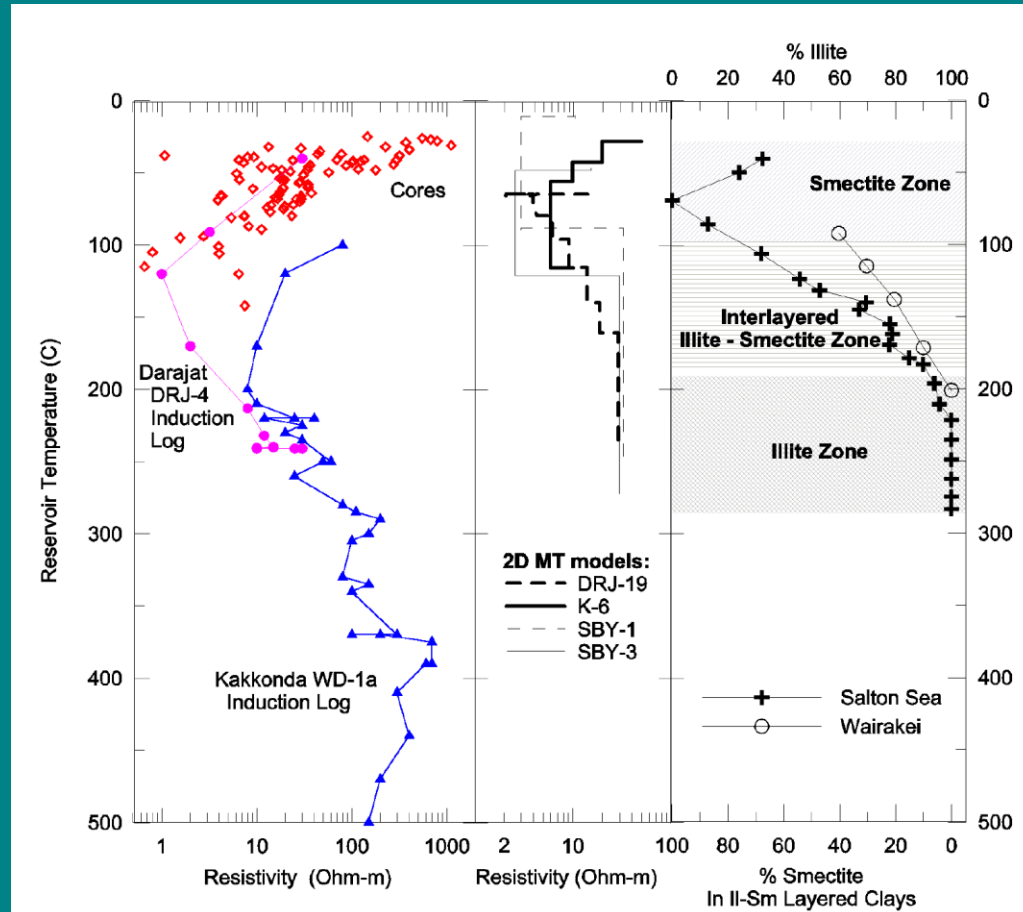 % Illite
0 20 40 60 80 100
0
100
200
300
400
500
Reservoir Temperature (C)
Cores
Darajat
DRJ-4
Induction
Log
Kakkonda WD-1a
Induction Log
1 10 100 1000
Resistivity (Ohm-m)
2D MT models:
DRJ-19
K-6
SBY-1
SBY-3
2 10 100
Resistivity (Ohm-m)
Smectite Zone
Interlayered
Illite - Smectite Zone
Illite Zone
Salton Sea
Wairakei
0
100
200
300
400
500
100 80 60 40 20 0
% Smectite
In Il-Sm Layered Clays